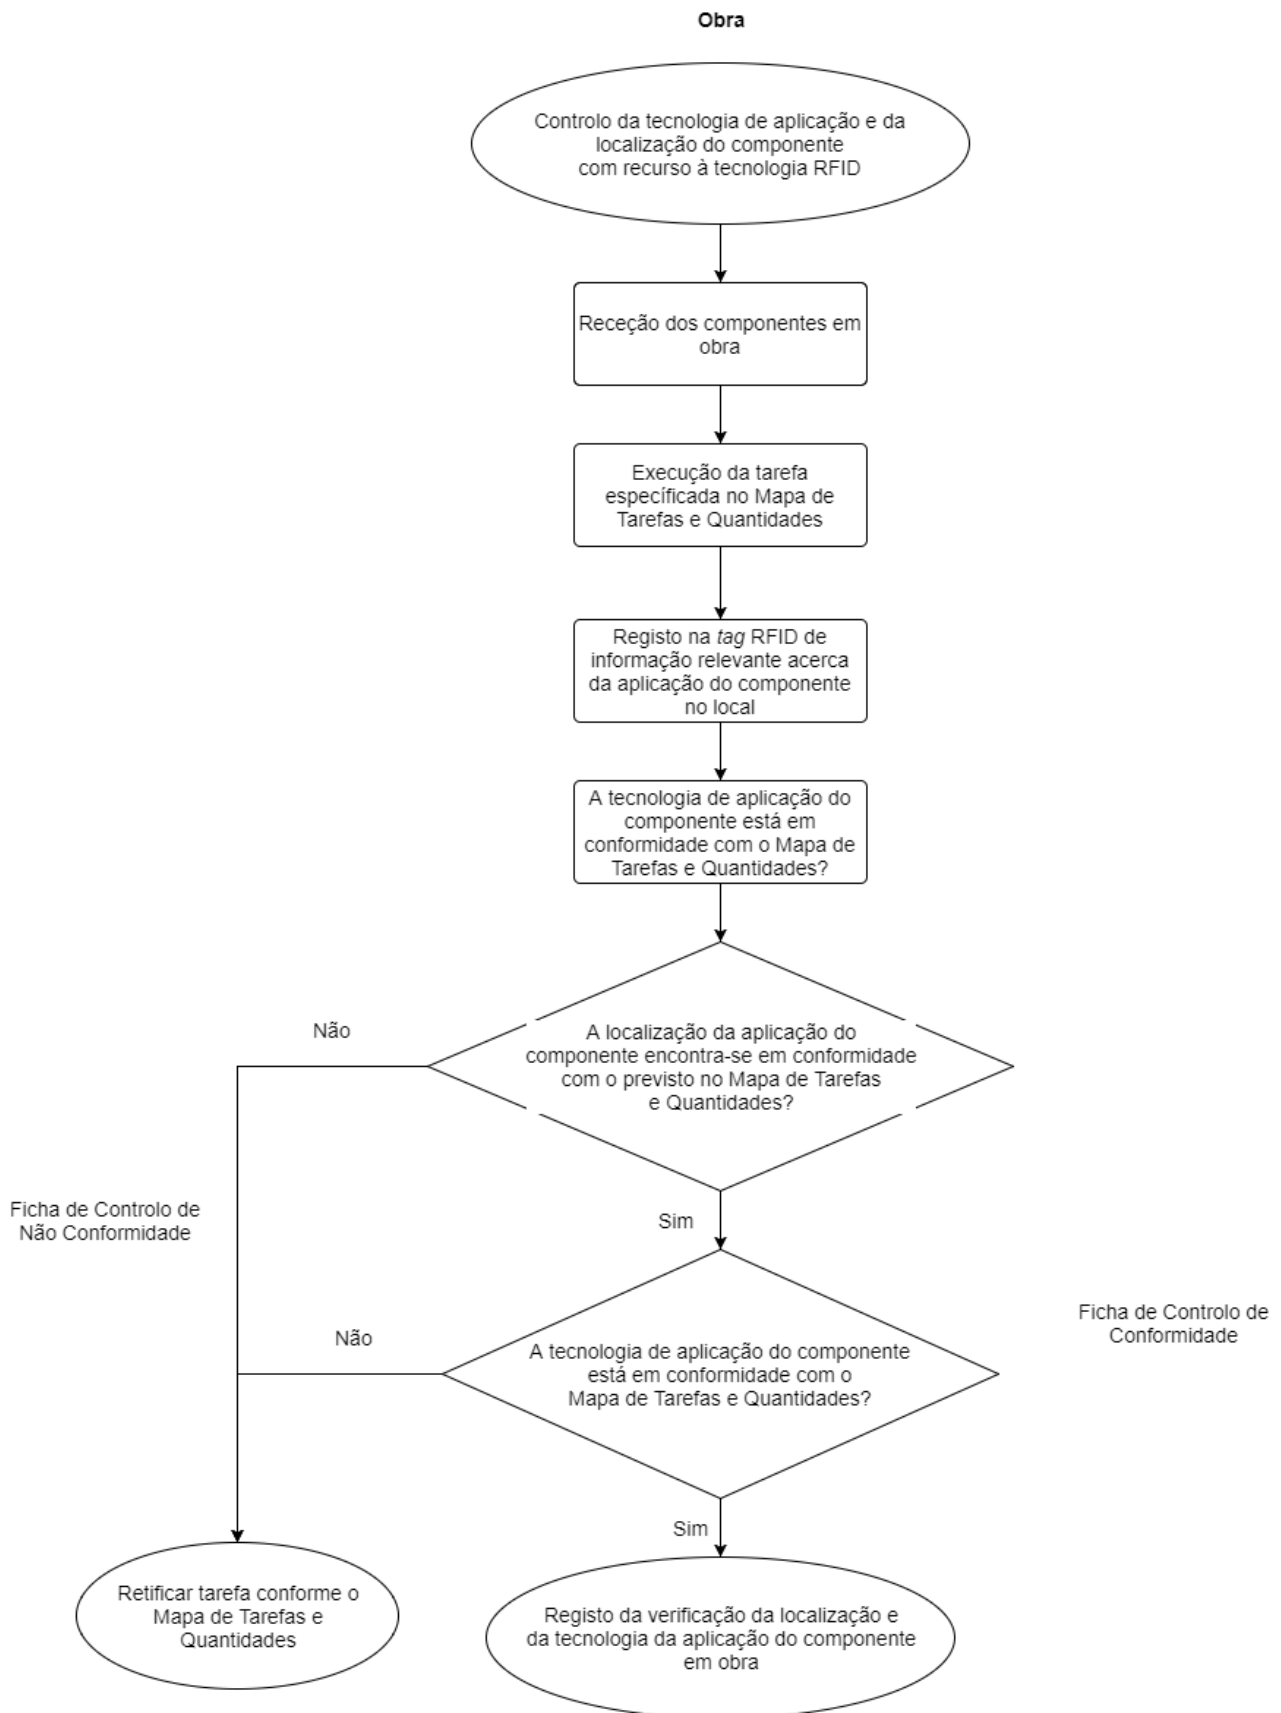 Obra
Controlo da tecnologia de aplicação e da
localização do componente
com recurso à tecnologia RFID
Receção dos componentes em
obra
Execução da tarefa
específicada no Mapa de
Tarefas e Quantidades
Registo na tag RFID de
informação relevante acerca
da aplicação do componente
no local
A tecnologia de aplicação do
componente está em
conformidade com o Mapa de
Tarefas e Quantidades?
Não
A localização da aplicação do
componente encontra-se em conformidade
com o previsto no Mapa de Tarefas
e Quantidades?
Ficha de Controlo de
Não Conformidade
Sim
Ficha de Controlo de
Conformidade
Não
A tecnologia de aplicação do componente
está em conformidade com o
Mapa de Tarefas e Quantidades?
Sim
Retificar tarefa conforme o
Mapa de Tarefas e
Quantidades
Registo da verificação da localização e
da tecnologia da aplicação do componente
em obra